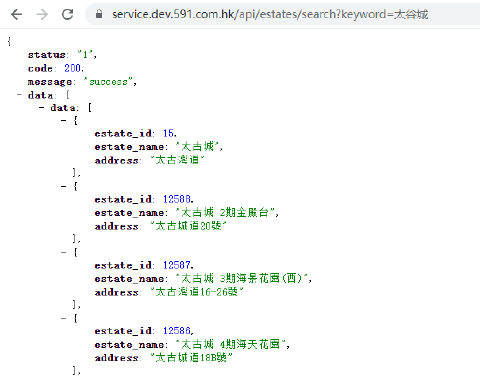 service.dev.591.com.hk/api/estates/search?keyword=太谷城
{
status: "1",
code: 200,
message: "success",
- data: {
- data: [
- {
estate_id: 15,
estate_name: "太古城",
address: "太古灣道"
},
- {
estate_id: 12588,
estate_name: "太古城 2期金殿台",
address: "太古城道20號"
},
- {
estate_id: 12587,
estate_name: "太古城 3期海景花園(西)",
address: "太古灣道16-26號"
},
- {
estate_id: 12586,
estate_name: "太古城 4期海天花園",
address: "太古城道18B號"
},